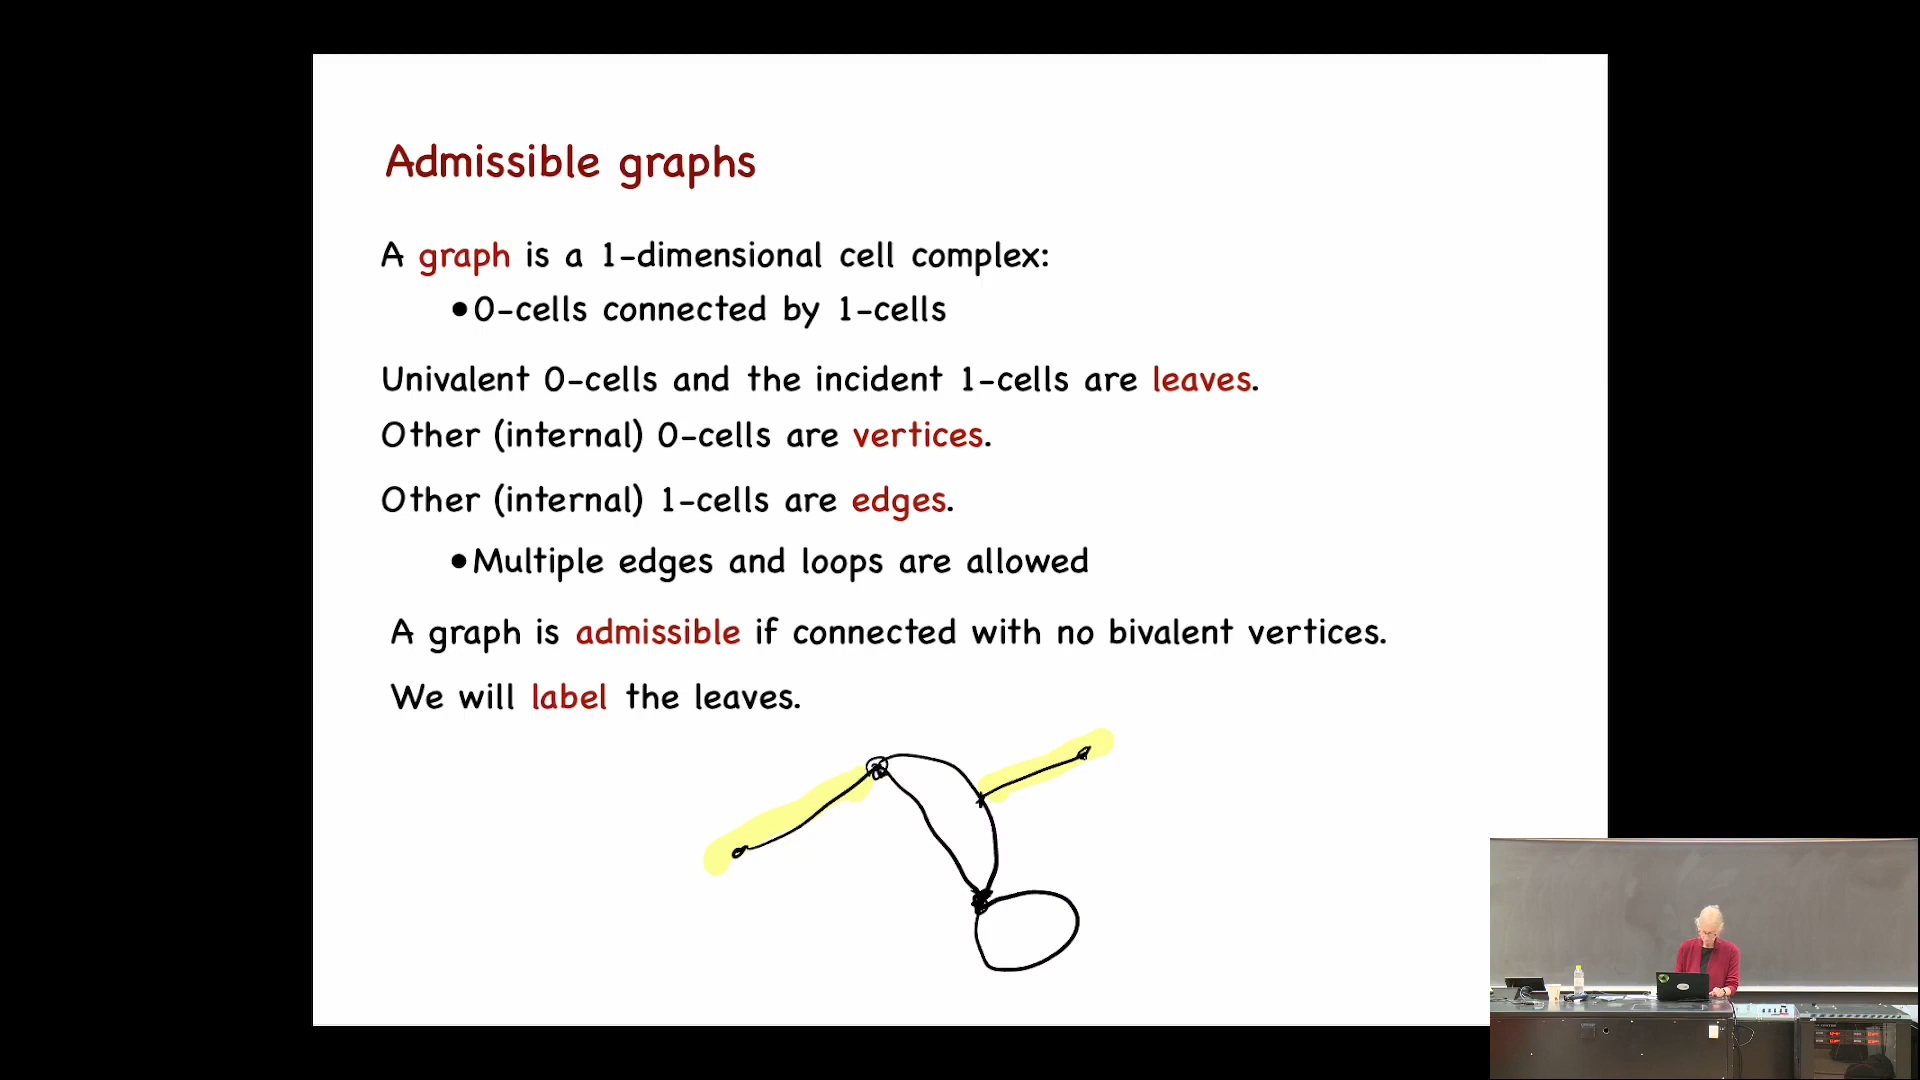 Admissible graphs
A graph is a 1-dimensional cell complex:
•0-cells connected by 1-cells
Univalent 0-cells and the incident 1-cells are leaves.
Other (internal) 0-cells are vertices.
Other (internal) 1-cells are edges.
•Multiple edges and loops are allowed
A graph is admissible if connected with no bivalent vertices.
We will label the leaves.